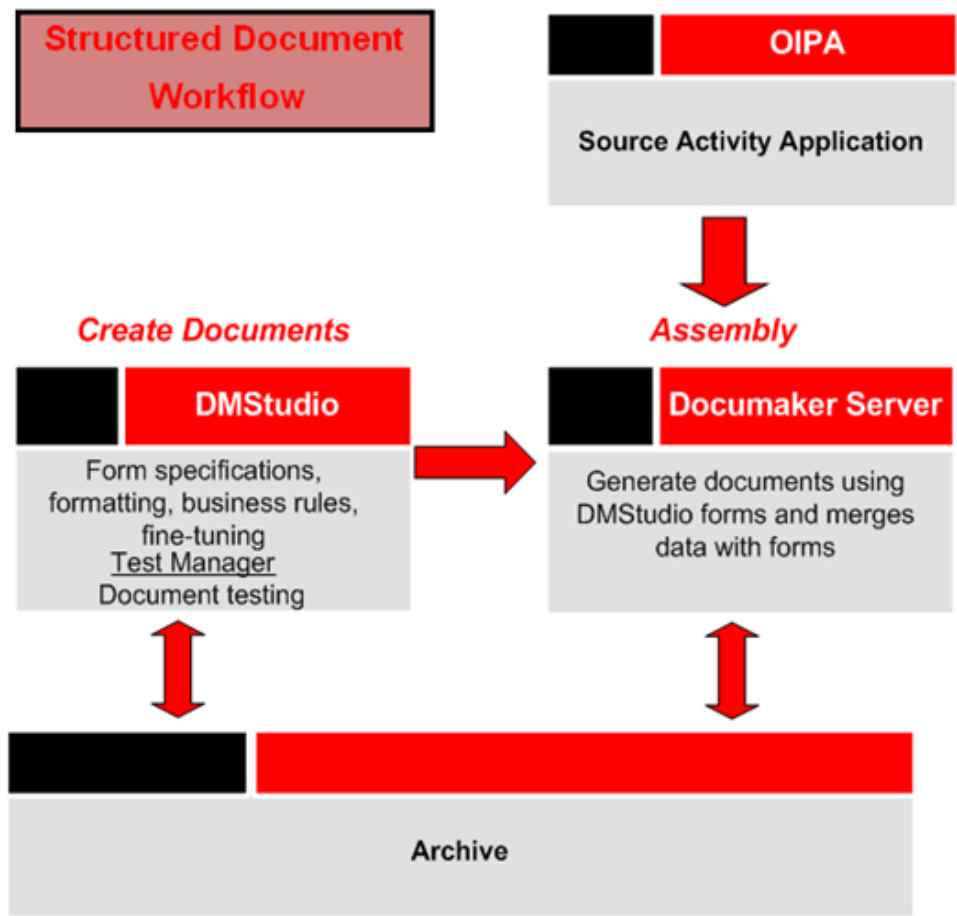 Structured Document
Workflow
OIPA
Source Activity Application
Create Documents
Assembly
DMStudio
Form specifications,
formatting, business rules,
fine-tuning
Test Manager
Document testing
Documaker Server
Generate documents using
DMStudio forms and merges
data with forms
Archive